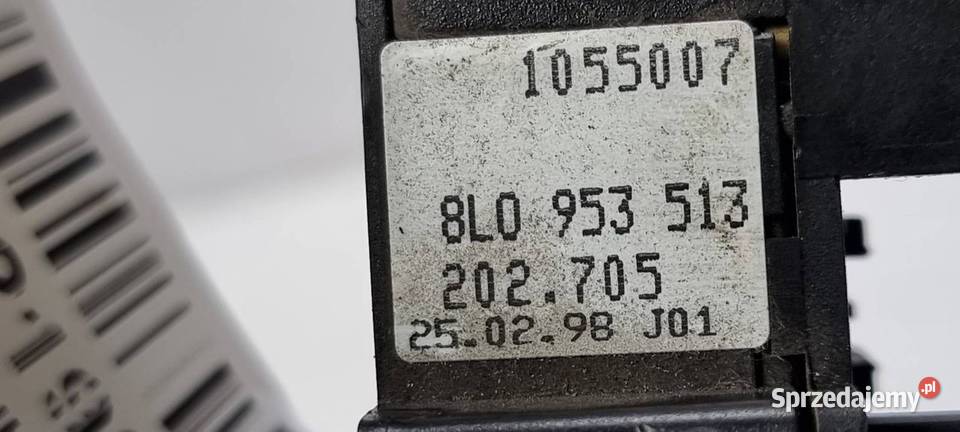 1055007
8L0 953 513
202.705
25.02.98 J01
Sprzedajemy.pl